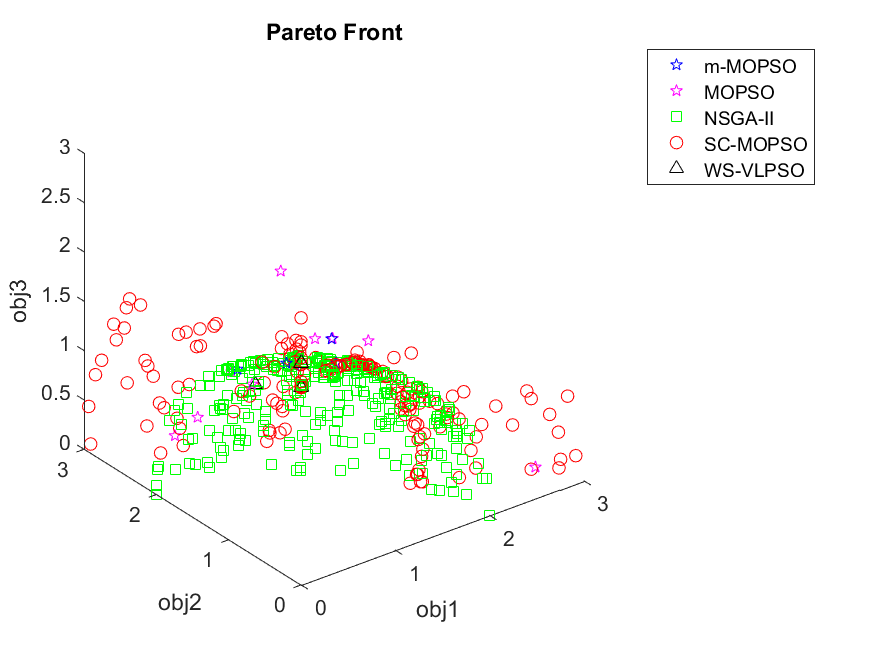 Pareto Front
m-MOPSO
MOPSO
NSGA-II
SC-MOPSO
WS-VLPSO
3
2.5
2
1.5
1
0.5
0
obj3
3
2
1
0
obj2
0
1
2
3
obj1